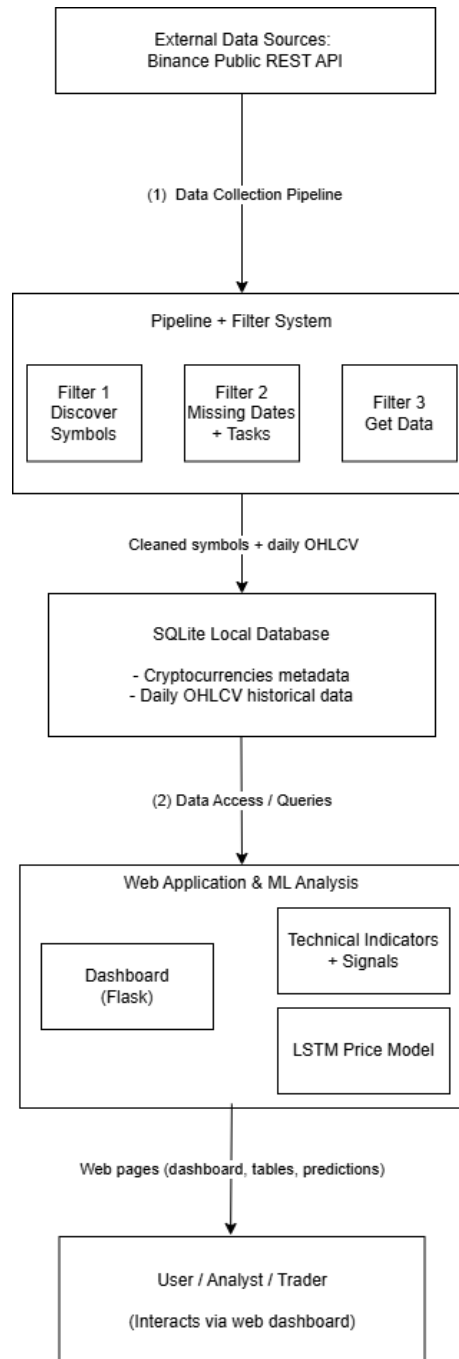 External Data Sources:
Binance Public REST API
(1) Data Collection Pipeline
Pipeline + Filter System
Filter 1
Discover
Symbols
Filter 2
Missing Dates
+ Tasks
Filter 3
Get Data
Cleaned symbols + daily OHLCV
SQLite Local Database
- Cryptocurrencies metadata
- Daily OHLCV historical data
(2) Data Access / Queries
Web Application & ML Analysis
Dashboard
(Flask)
Technical Indicators
+ Signals
LSTM Price Model
Web pages (dashboard, tables, predictions)
User / Analyst / Trader
(Interacts via web dashboard)